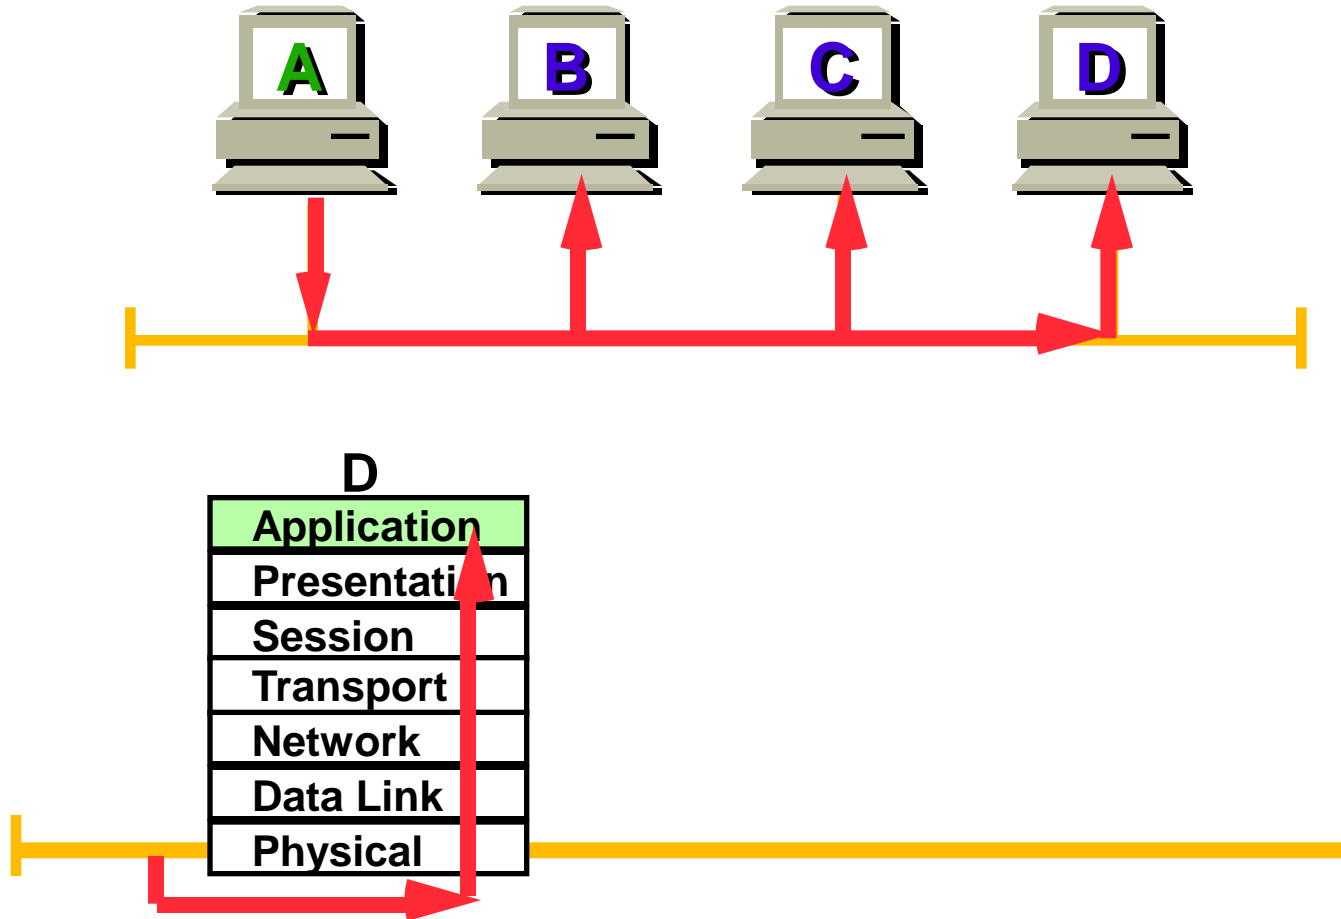 A B C D
D
Application
Presentation
Session
Transport
Network
Data Link
Physical